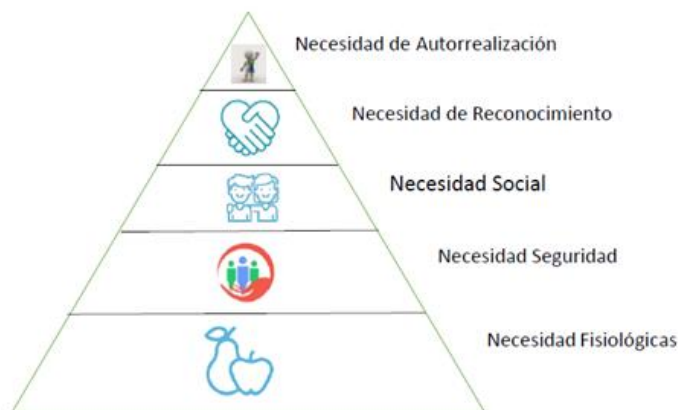 Necesidad de Autorrealización
Necesidad de Reconocimiento
Necesidad Social
Necesidad Seguridad
Necesidad Fisiológicas